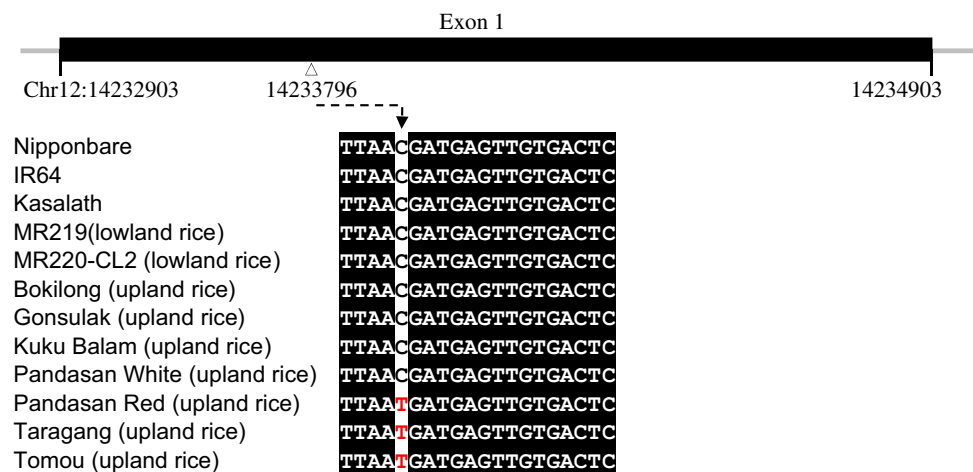 Exon 1
Chr12:14232903 14233796 14234903
Nipponbare TTAACGATGAGTTGTGACTC
IR64 TTAACGATGAGTTGTGACTC
Kasalath TTAACGATGAGTTGTGACTC
MR219(lowland rice) TTAACGATGAGTTGTGACTC
MR220-CL2 (lowland rice) TTAACGATGAGTTGTGACTC
Bokilong (upland rice) TTAACGATGAGTTGTGACTC
Gonsulak (upland rice) TTAACGATGAGTTGTGACTC
Kuku Balam (upland rice) TTAACGATGAGTTGTGACTC
Pandasan White (upland rice) TTAACGATGAGTTGTGACTC
Pandasan Red (upland rice) TTAATGATGAGTTGTGACTC
Taragang (upland rice) TTAATGATGAGTTGTGACTC
Tomou (upland rice) TTAATGATGAGTTGTGACTC